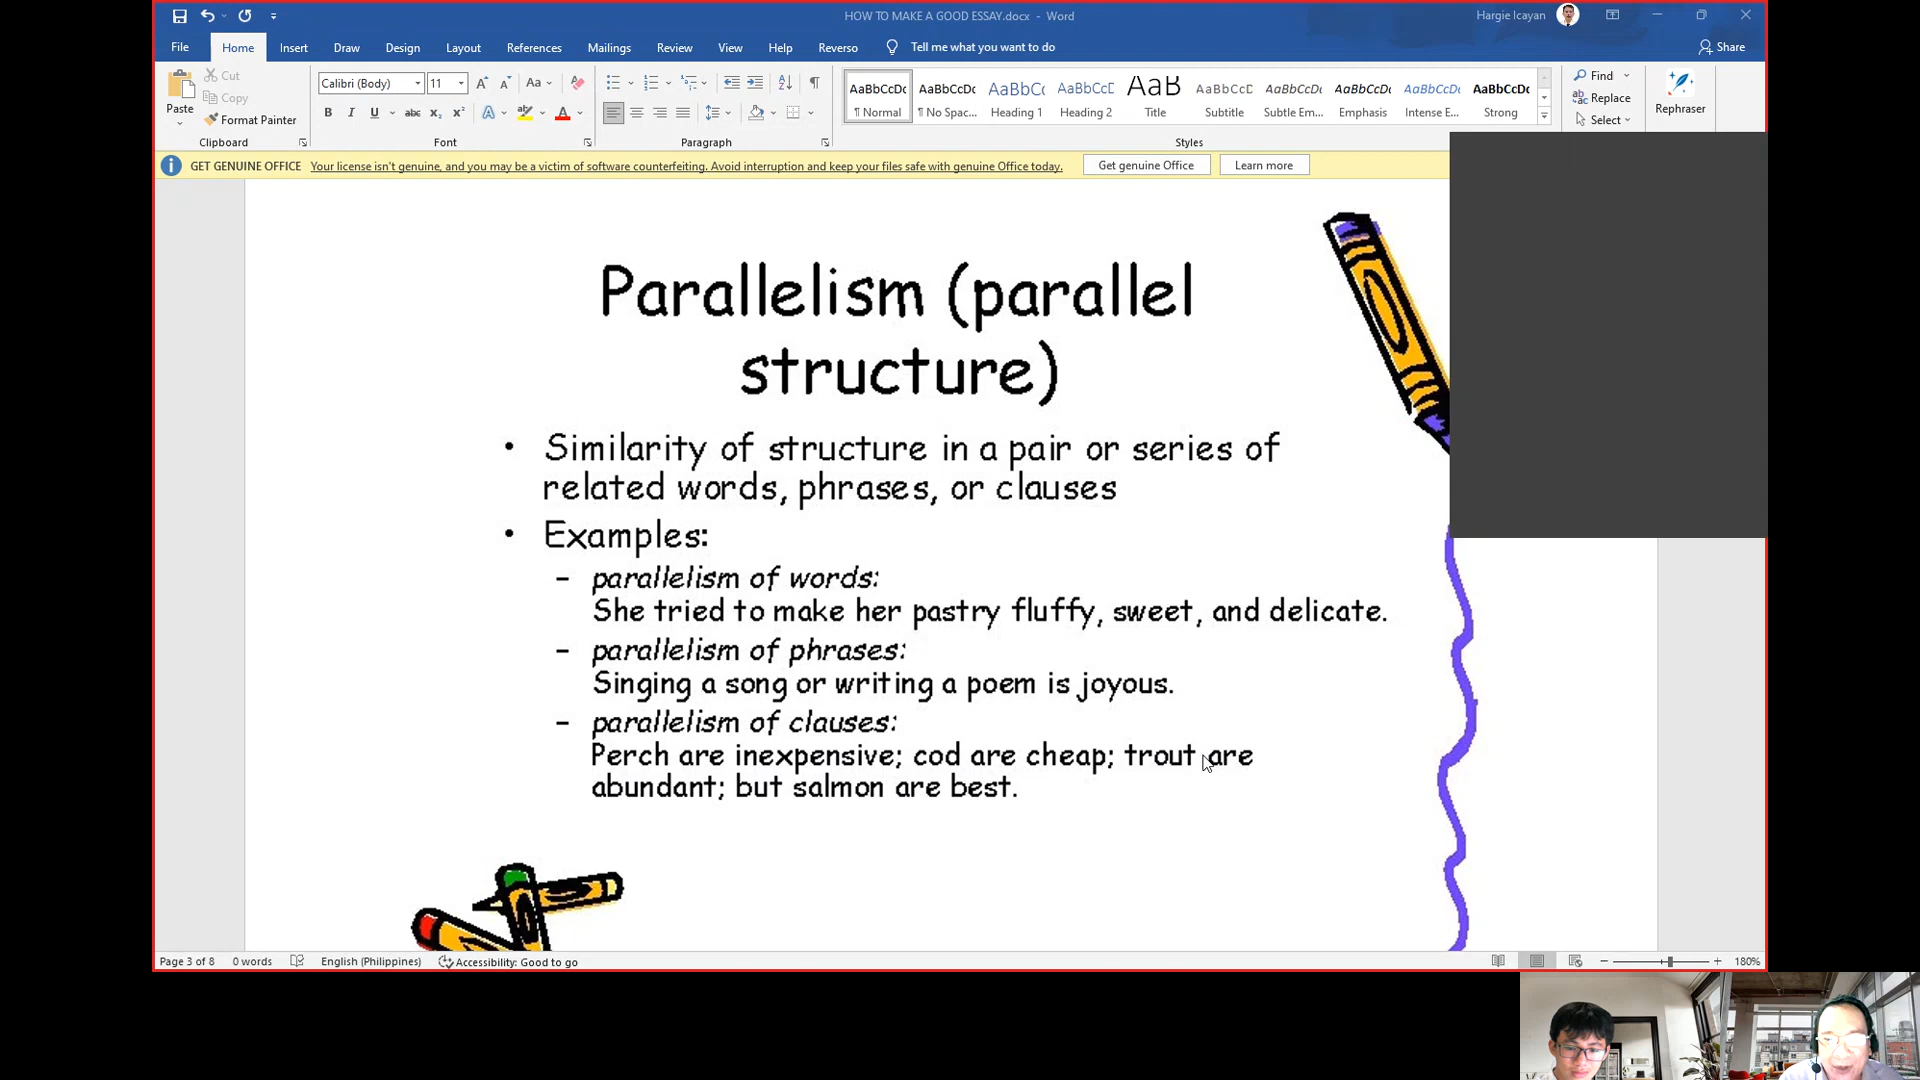 HOW TO MAKE A GOOD ESSAY.docx - Word
Hargie Icayan
File Home Insert Draw Design Layout References Mailings Review View Help Reverso Tell me what you want to do Share
Paste
Cut
Copy
Format Painter
Clipboard
Calibri (Body) 11
Font
Paragraph
AaBbCcDc AaBbCcDc AaBbCc AaBbCcD AaB AaBbCcD AaBbCcDc AaBbCcDc AaBbCcDc AaBbCcDc
¶ Normal ¶ No Spac... Heading 1 Heading 2 Title Subtitle Subtle Em... Emphasis Intense E... Strong
Styles
Find
Replace
Select
Rephraser
GET GENUINE OFFICE Your license isn't genuine, and you may be a victim of software counterfeiting. Avoid interruption and keep your files safe with genuine Office today. Get genuine Office Learn more
Parallelism (parallel
structure)
• Similarity of structure in a pair or series of
related words, phrases, or clauses
• Examples:
– parallelism of words:
She tried to make her pastry fluffy, sweet, and delicate.
– parallelism of phrases:
Singing a song or writing a poem is joyous.
– parallelism of clauses:
Perch are inexpensive; cod are cheap; trout are
abundant; but salmon are best.
Page 3 of 8 0 words English (Philippines) Accessibility: Good to go 180%